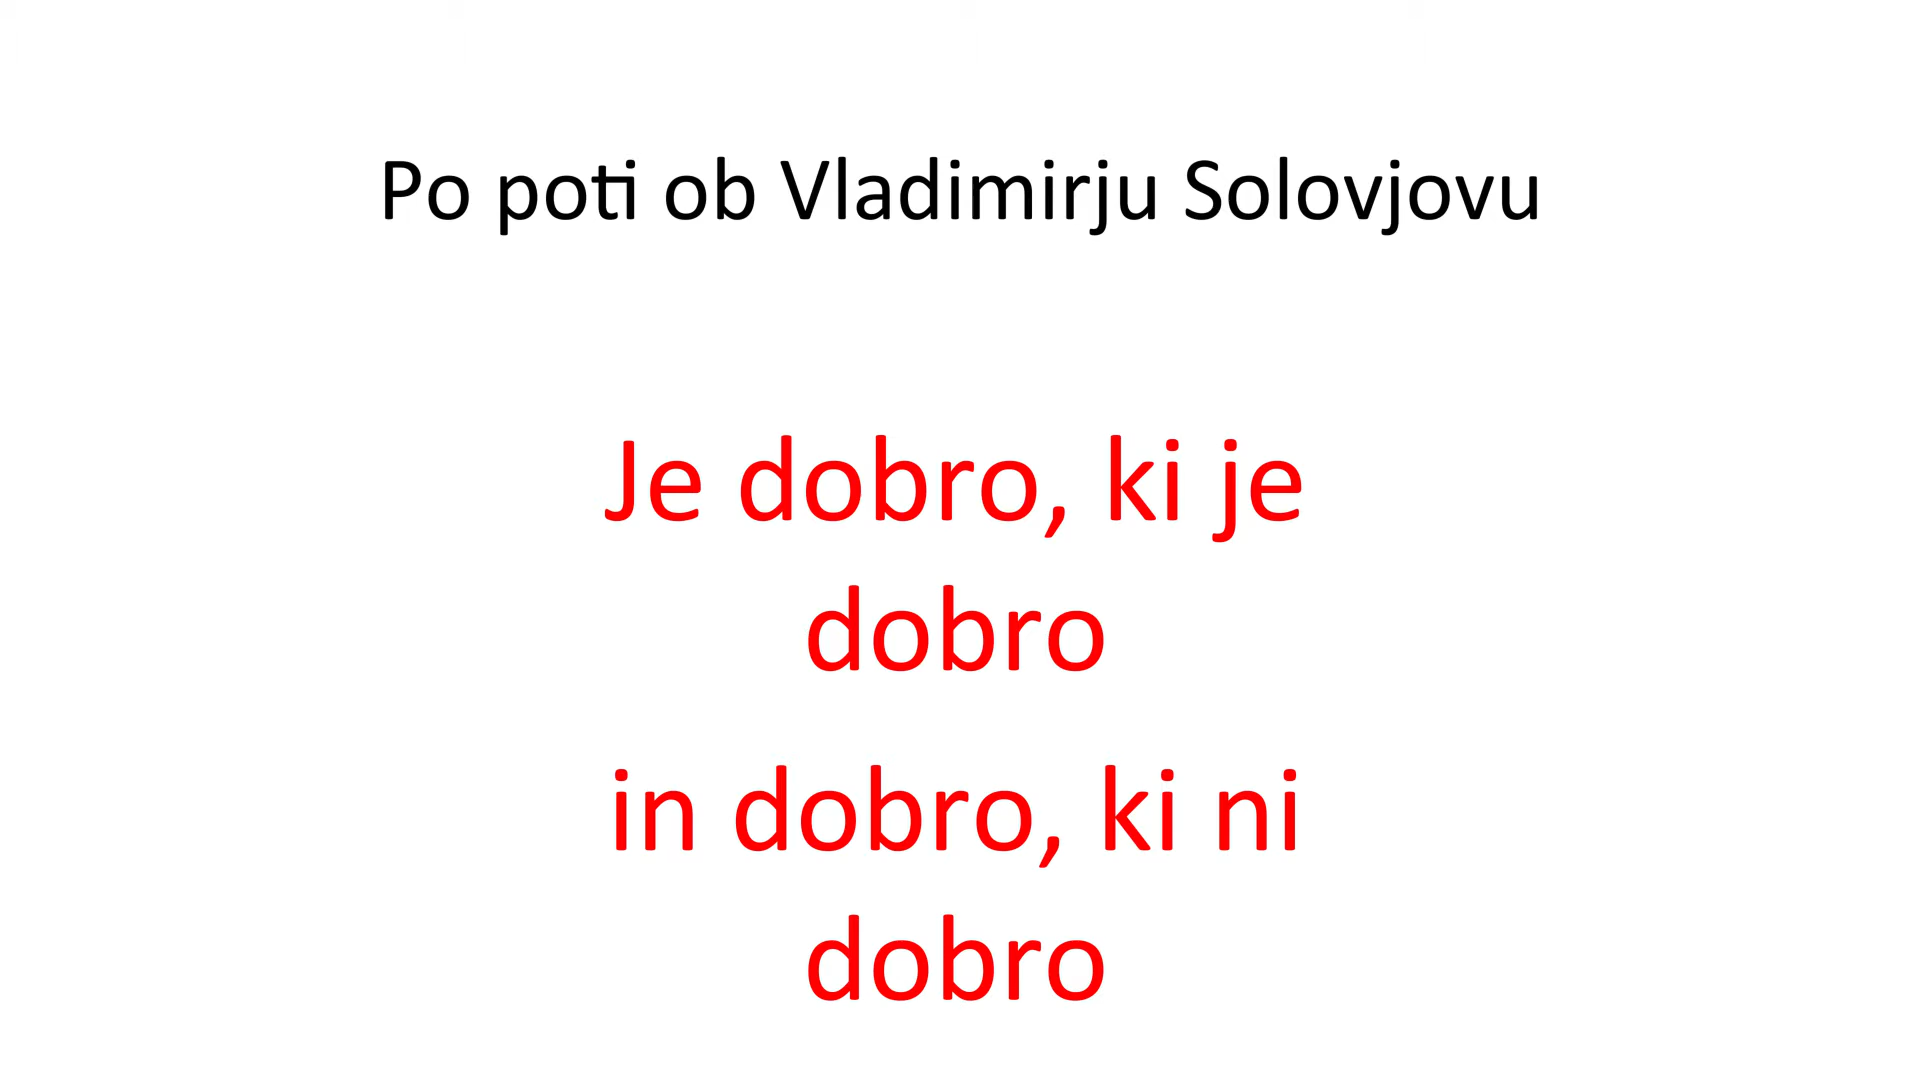 Po poti ob Vladimirju Solovjovu
Je dobro, ki je
dobro
in dobro, ki ni
dobro